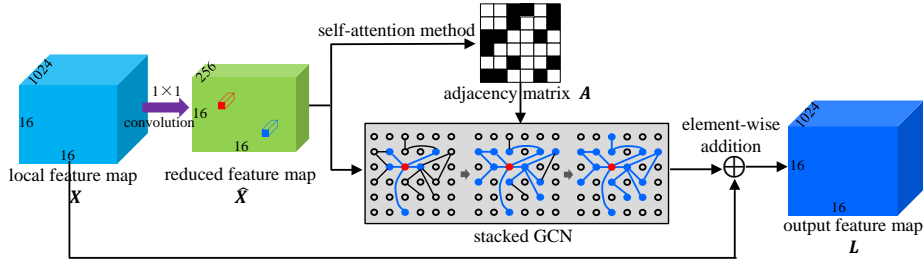 1024
16
16
local feature map
X
1×1
convolution
256
16
16
reduced feature map
X̂
self-attention method
adjacency matrix A
stacked GCN
element-wise
addition
1024
16
16
output feature map
L